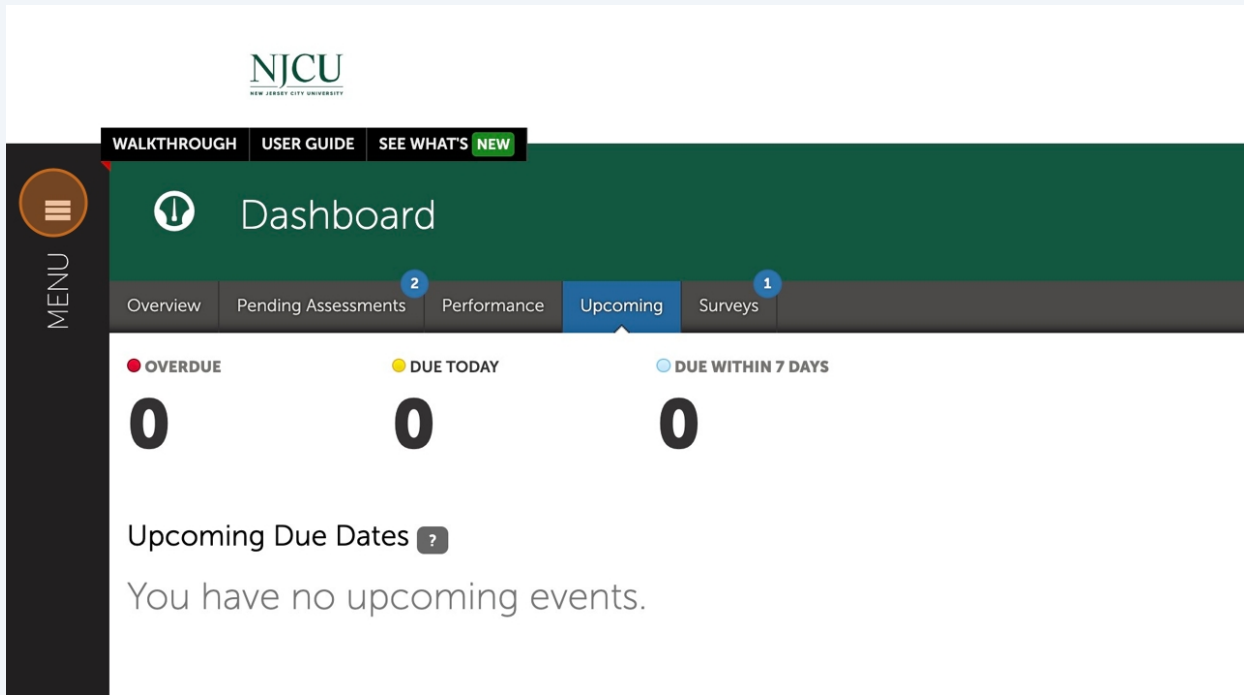 NJCU
NEW JERSEY CITY UNIVERSITY
WALKTHROUGH USER GUIDE SEE WHAT'S NEW
MENU
Dashboard
Overview Pending Assessments 2 Performance Upcoming Surveys 1
OVERDUE DUE TODAY DUE WITHIN 7 DAYS
0 0 0
Upcoming Due Dates ?
You have no upcoming events.